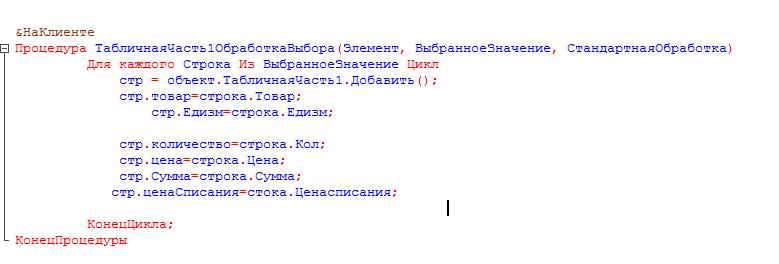 &НаКлиенте
Процедура ТабличнаяЧасть1ОбработкаВыбора(Элемент, ВыбранноеЗначение, СтандартнаяОбработка)
Для каждого Строка Из ВыбранноеЗначение Цикл
стр = объект.ТабличнаяЧасть1.Добавить();
стр.товар=строка.Товар;
стр.Едизм=строка.Едизм;
стр.количество=строка.Кол;
стр.цена=строка.Цена;
стр.Сумма=строка.Сумма;
стр.ценаСписания=стока.Ценасписания;
КонецЦикла;
КонецПроцедуры